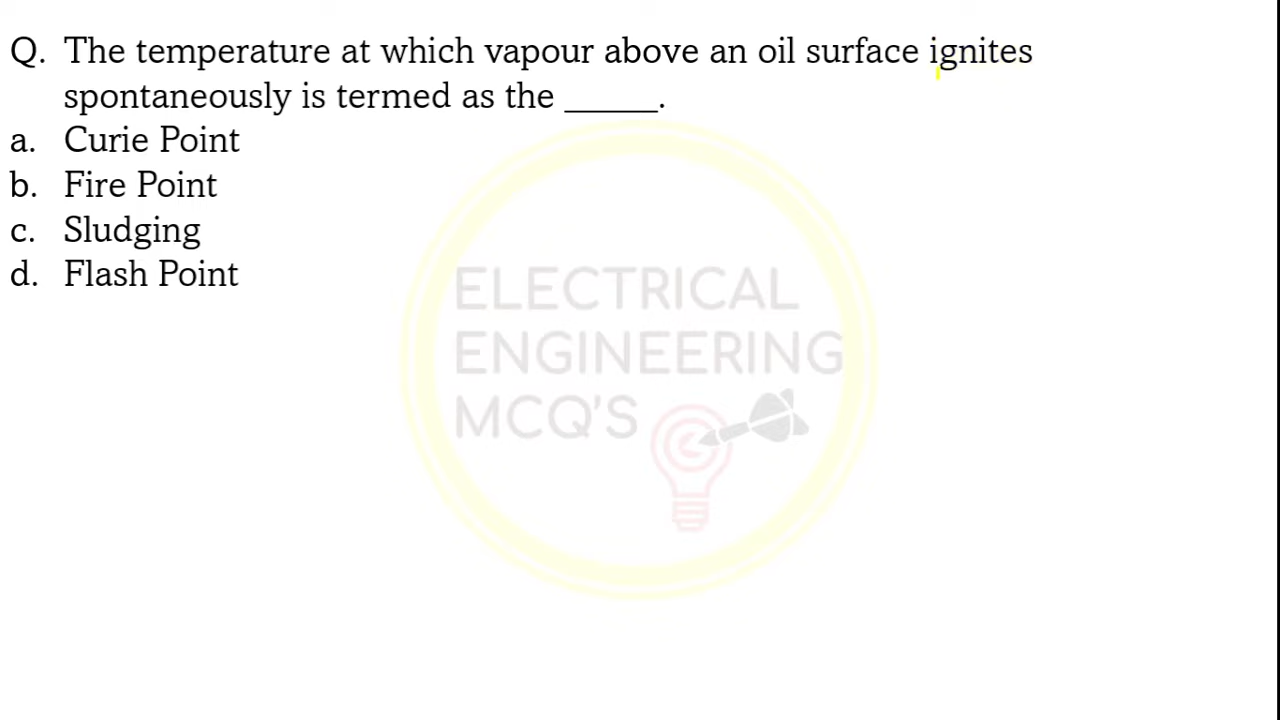 Q. The temperature at which vapour above an oil surface ignites
spontaneously is termed as the _____.
a. Curie Point
b. Fire Point
c. Sludging
d. Flash Point
ELECTRICAL
ENGINEERING
MCQ'S